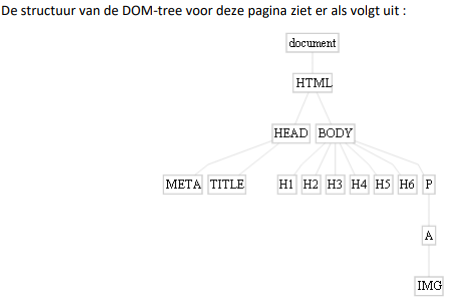 De structuur van de DOM-tree voor deze pagina ziet er als volgt uit :
document
HTML
HEAD BODY
META TITLE H1 H2 H3 H4 H5 H6 P
A
IMG